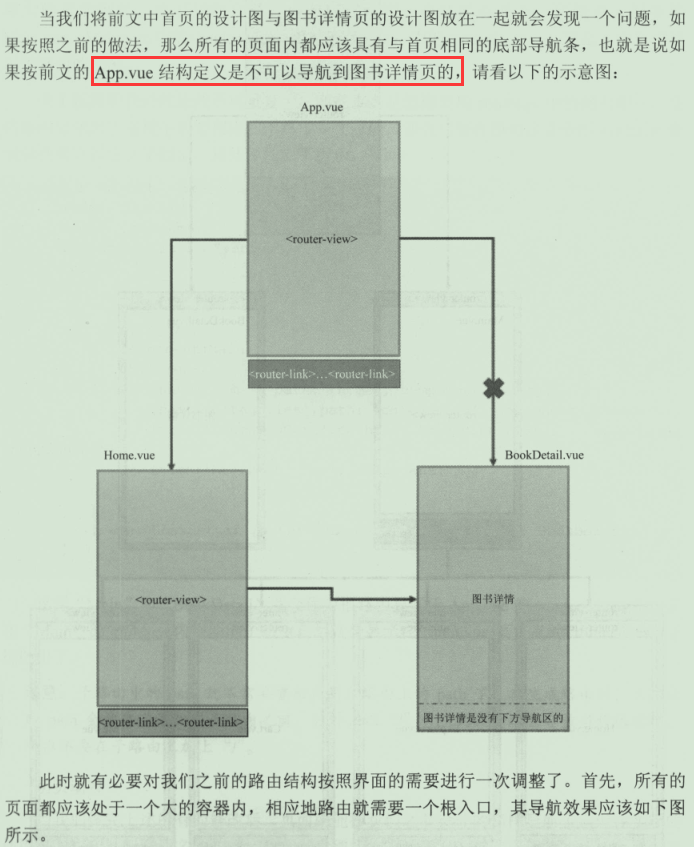 当我们将前文中首页的设计图与图书详情页的设计图放在一起就会发现一个问题，如
果按照之前的做法，那么所有的页面内都应该具有与首页相同的底部导航条，也就是说如
果按前文的 App.vue 结构定义是不可以导航到图书详情页的，请看以下的示意图：
App.vue
<router-view>
<router-link>…<router-link>
Home.vue
BookDetail.vue
<router-view>
图书详情
<router-link>…<router-link>
图书详情是没有下方导航区的
此时就有必要对我们之前的路由结构按照界面的需要进行一次调整了。首先，所有的
页面都应该处于一个大的容器内，相应地路由就需要一个根入口，其导航效果应该如下图
所示。